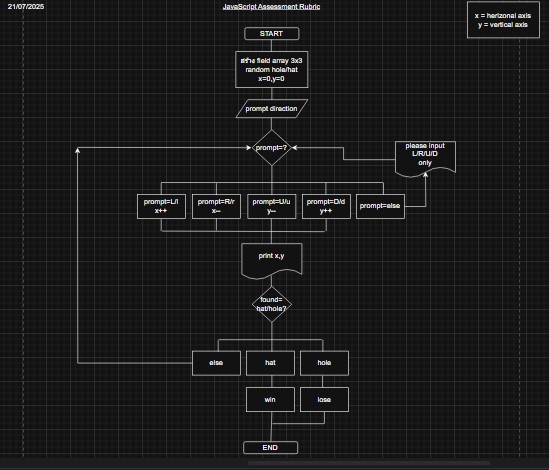 21/07/2025
JavaScript Assessment Rubric
x = herizonal axis
y = vertical axis
START
สร้าง field array 3x3
random hole/hat
x=0,y=0
prompt direction
prompt=?
please input
L/R/U/D
only
prompt=L/l
x++
prompt=R/r
x--
prompt=U/u
y--
prompt=D/d
y++
prompt=else
print x,y
found=
hat/hole?
else
hat
hole
win
lose
END